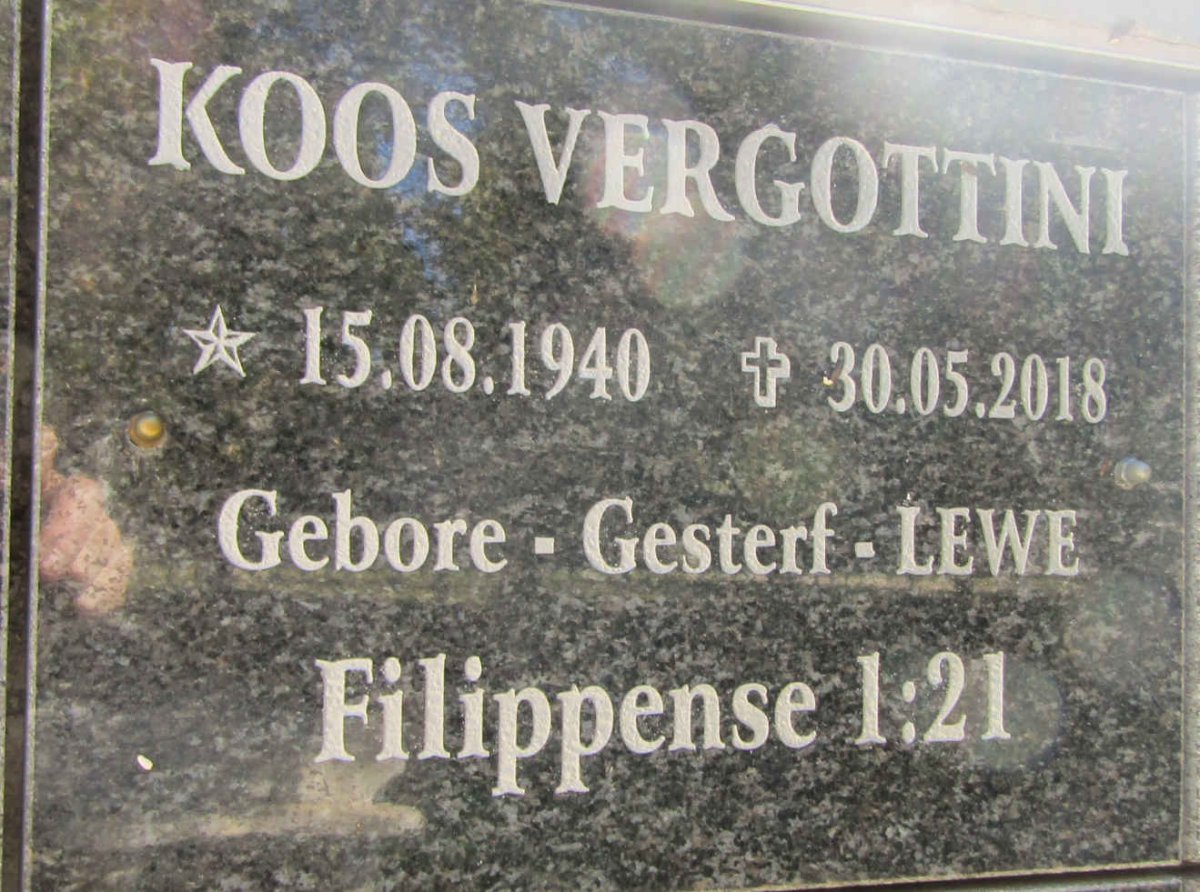 KOOS VERGOTTINI
15.08.1940 30.05.2018
Gebore - Gesterf - LEWE
Filippense 1:21